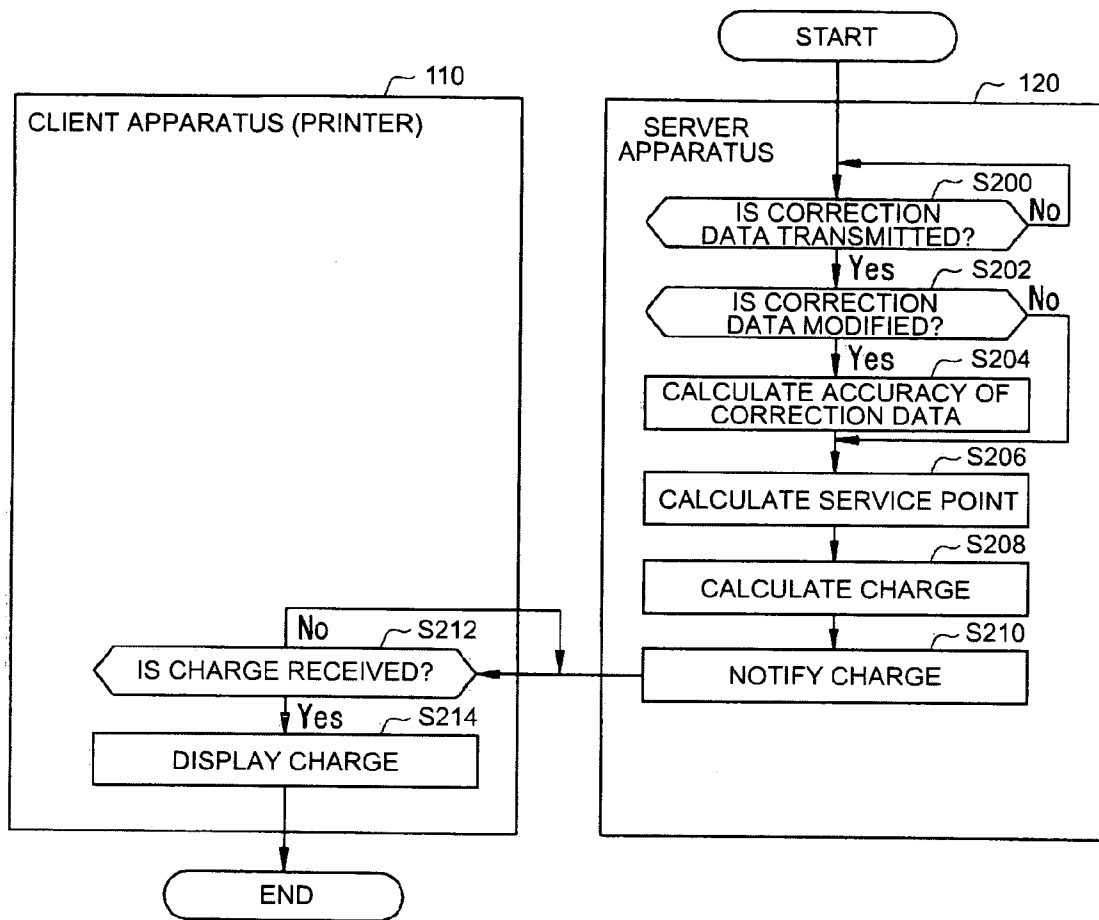 START
110
CLIENT APPARATUS (PRINTER)
120
SERVER
APPARATUS
S200
IS CORRECTION
DATA TRANSMITTED?
No
Yes
S202
IS CORRECTION
DATA MODIFIED?
No
Yes
S204
CALCULATE ACCURACY OF
CORRECTION DATA
S206
CALCULATE SERVICE POINT
S208
CALCULATE CHARGE
S210
NOTIFY CHARGE
No
S212
IS CHARGE RECEIVED?
Yes
S214
DISPLAY CHARGE
END